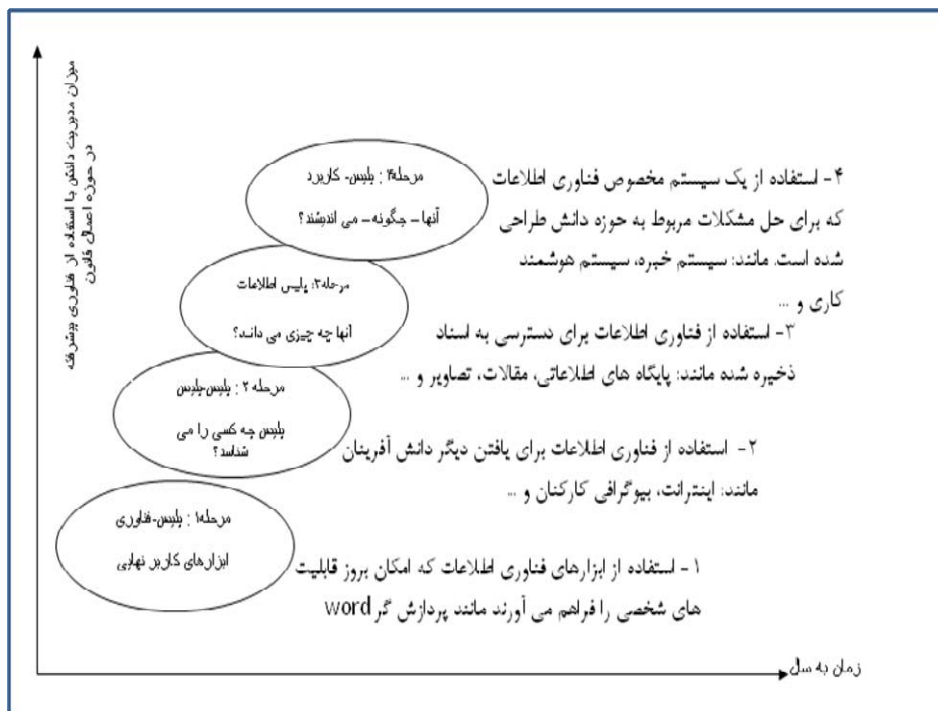 میزان مدیریت دانش با استفاده از فناوری پیشرفته
در حوزه اعمال قانون
مرحله۴: پلیس- کاربرد
آنها – چگونه – می اندیشند؟
۴- استفاده از یک سیستم مخصوص فناوری اطلاعات
که برای حل مشکلات مربوط به حوزه دانش طراحی
شده است. مانند: سیستم خبره، سیستم هوشمند
کاری و ...
مرحله۳: پلیس اطلاعات
آنها چه چیزی می دانند؟
۳- استفاده از فناوری اطلاعات برای دسترسی به اسناد
ذخیره شده مانند: پایگاه های اطلاعاتی، مقالات، تصاویر و ...
مرحله ۲ : پلیس-پلیس
پلیس چه کسی را می
شناسد؟
۲- استفاده از فناوری اطلاعات برای یافتن دیگر دانش آفرینان
مانند: اینترانت، بیوگرافی کارکنان و ...
مرحله۱ : پلیس-فناوری
ابزارهای کاربر نهایی
۱- استفاده از ابزارهای فناوری اطلاعات که امکان بروز قابلیت
های شخصی را فراهم می آورند مانند پردازش گر word
زمان به سال